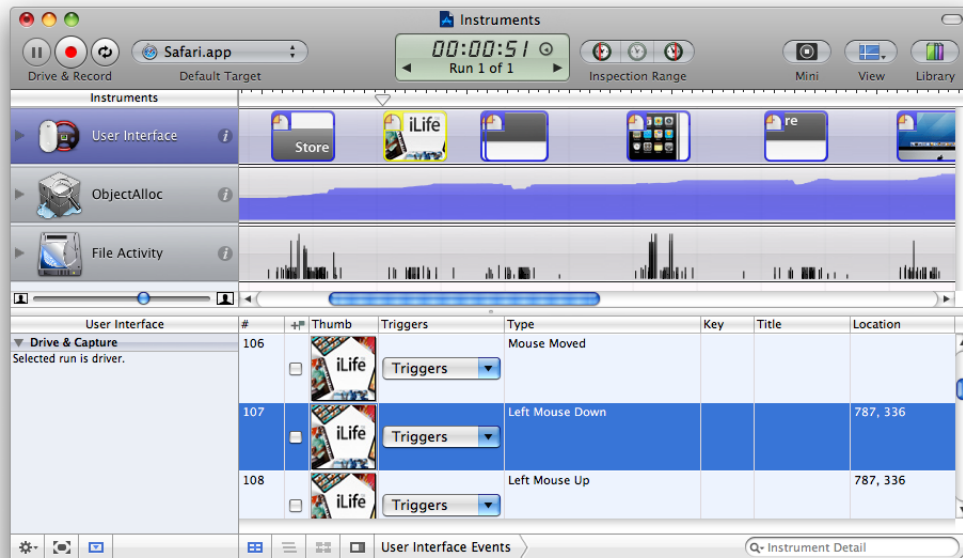 Instruments
Safari.app
00:00:51
Run 1 of 1
Drive & Record
Default Target
Inspection Range
Mini
View
Library
Instruments
User Interface
Store
iLife
re
ObjectAlloc
File Activity
User Interface
# Thumb Triggers Type Key Title Location
Drive & Capture
Selected run is driver.
106 iLife Triggers Mouse Moved
107 iLife Triggers Left Mouse Down 787, 336
108 iLife Triggers Left Mouse Up 787, 336
User Interface Events
Instrument Detail